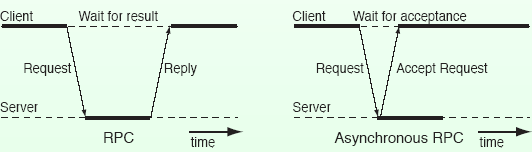 Client Wait for result
Request Reply
Server
RPC
time
Client Wait for acceptance
Request Accept Request
Server
Asynchronous RPC
time